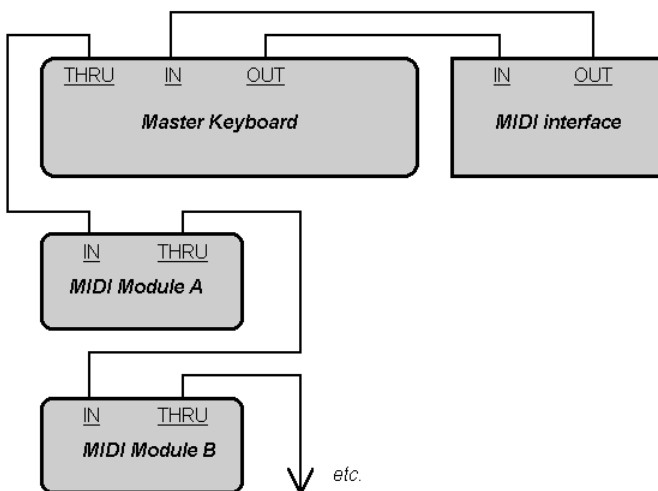 THRU IN OUT IN OUT
Master Keyboard MIDI interface
IN THRU
MIDI Module A
IN THRU
MIDI Module B
etc.